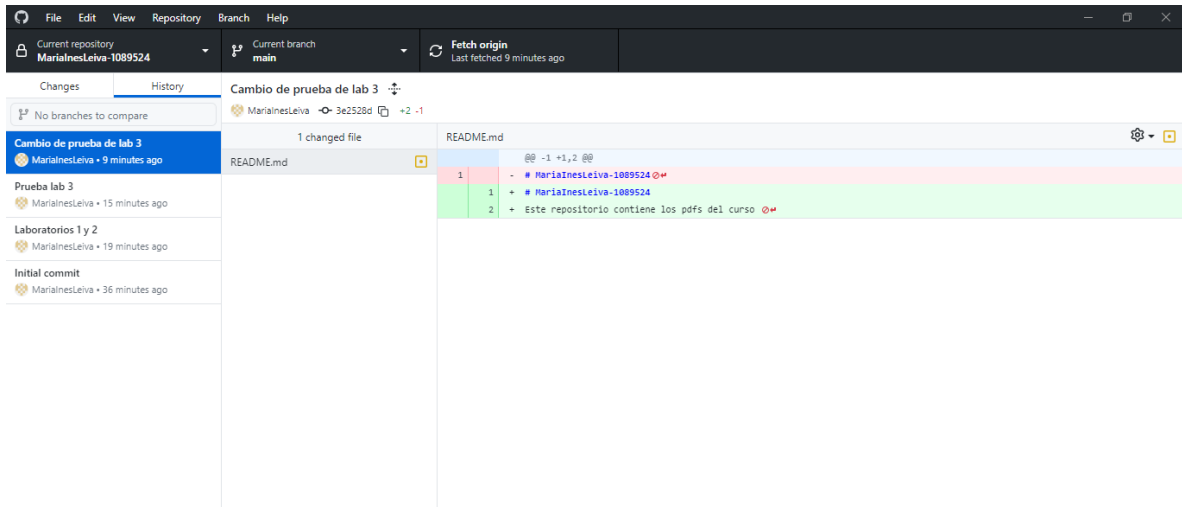 File Edit View Repository Branch Help
Current repository
MariaInesLeiva-1089524
Current branch
main
Fetch origin
Last fetched 9 minutes ago
Changes History
No branches to compare
Cambio de prueba de lab 3
MariaInesLeiva • 9 minutes ago
Prueba lab 3
MariaInesLeiva • 15 minutes ago
Laboratorios 1 y 2
MariaInesLeiva • 19 minutes ago
Initial commit
MariaInesLeiva • 36 minutes ago
Cambio de prueba de lab 3
MariaInesLeiva 3e2528d +2 -1
1 changed file
README.md
README.md
@@ -1 +1,2 @@
1 - # MariaInesLeiva-1089524
1 + # MariaInesLeiva-1089524
2 + Este repositorio contiene los pdfs del curso